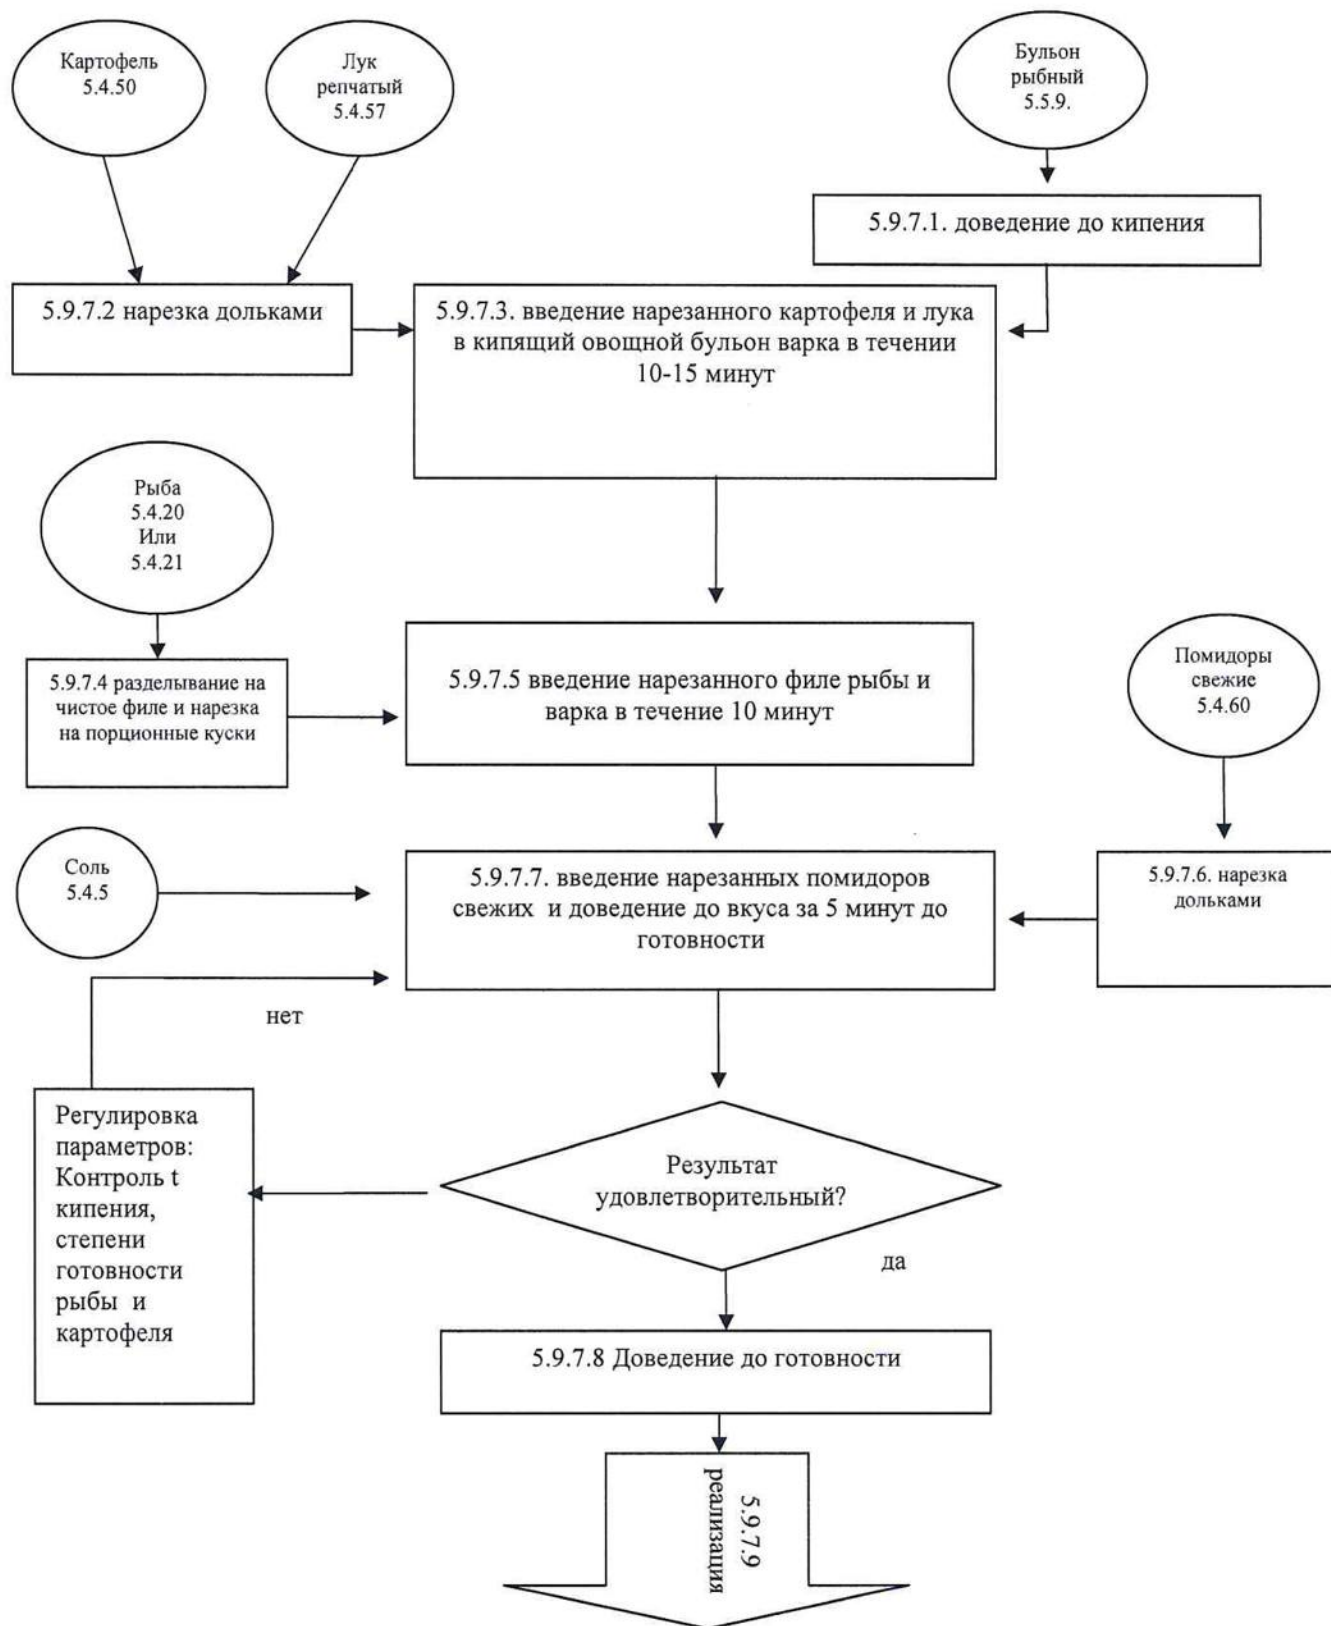 Картофель
5.4.50
Лук
репчатый
5.4.57
Бульон
рыбный
5.5.9.
5.9.7.1. доведение до кипения
5.9.7.2 нарезка дольками
5.9.7.3. введение нарезанного картофеля и лука
в кипящий овощной бульон варка в течении
10-15 минут
Рыба
5.4.20
Или
5.4.21
5.9.7.4 разделывание на
чистое филе и нарезка
на порционные куски
5.9.7.5 введение нарезанного филе рыбы и
варка в течение 10 минут
Помидоры
свежие
5.4.60
Соль
5.4.5
5.9.7.7. введение нарезанных помидоров
свежих и доведение до вкуса за 5 минут до
готовности
5.9.7.6. нарезка
дольками
нет
Регулировка
параметров:
Контроль t
кипения,
степени
готовности
рыбы и
картофеля
Результат
удовлетворительный?
да
5.9.7.8 Доведение до готовности
5.9.7.9
реализация